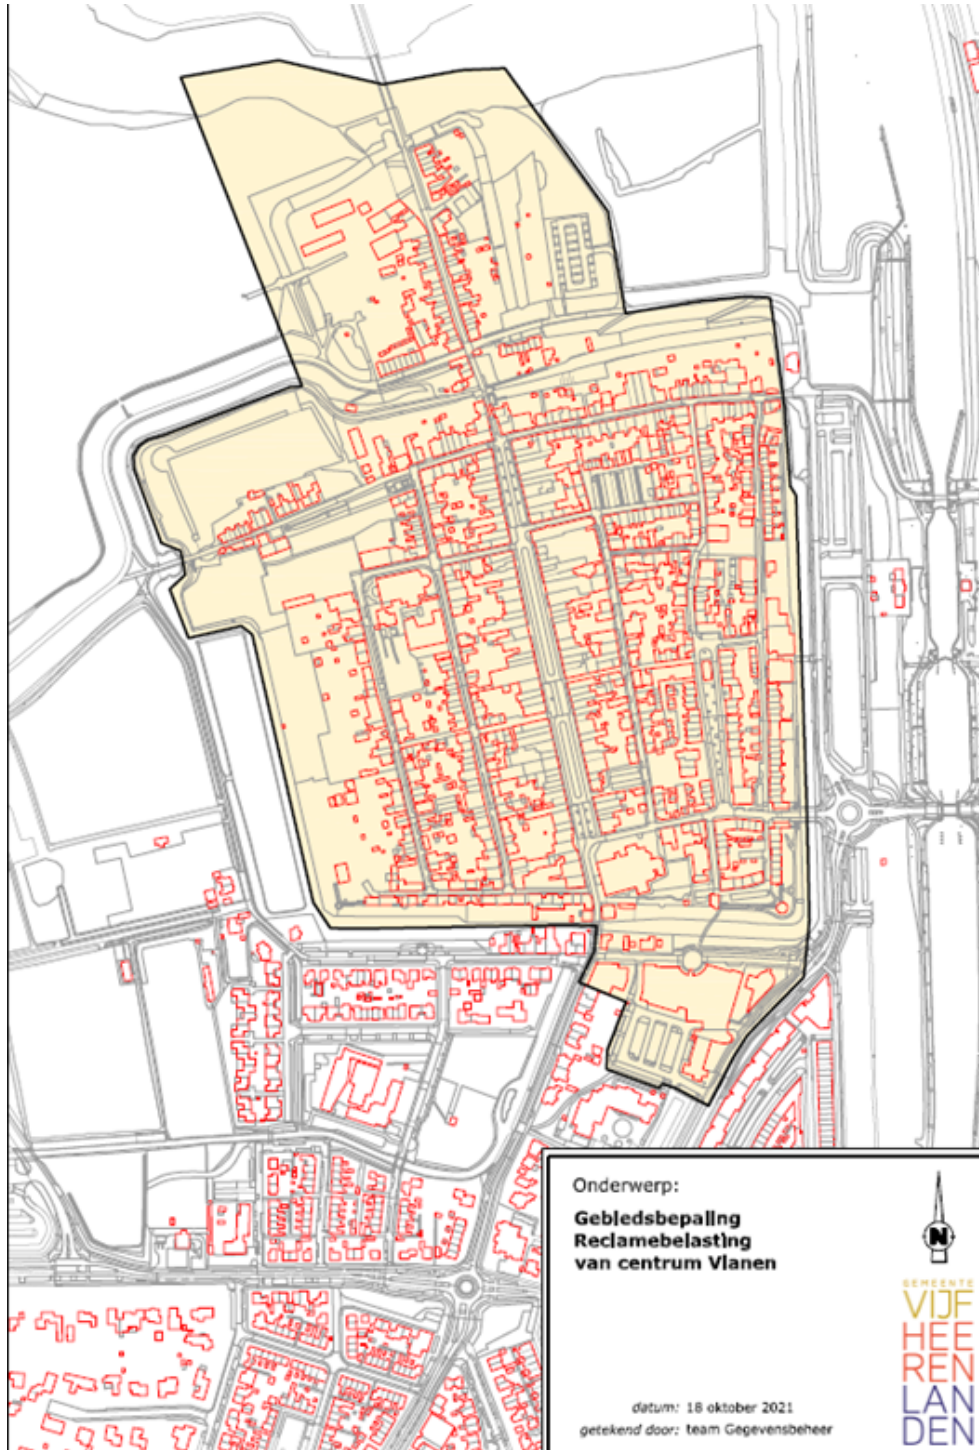 Onderwerp:
Gebiedsbepaling
Reclamebelasting
van centrum Vianen
N
GEMEENTE
VIJF
HEE
REN
LAN
DEN
datum: 18 oktober 2021
getekend door: team Gegevensbeheer